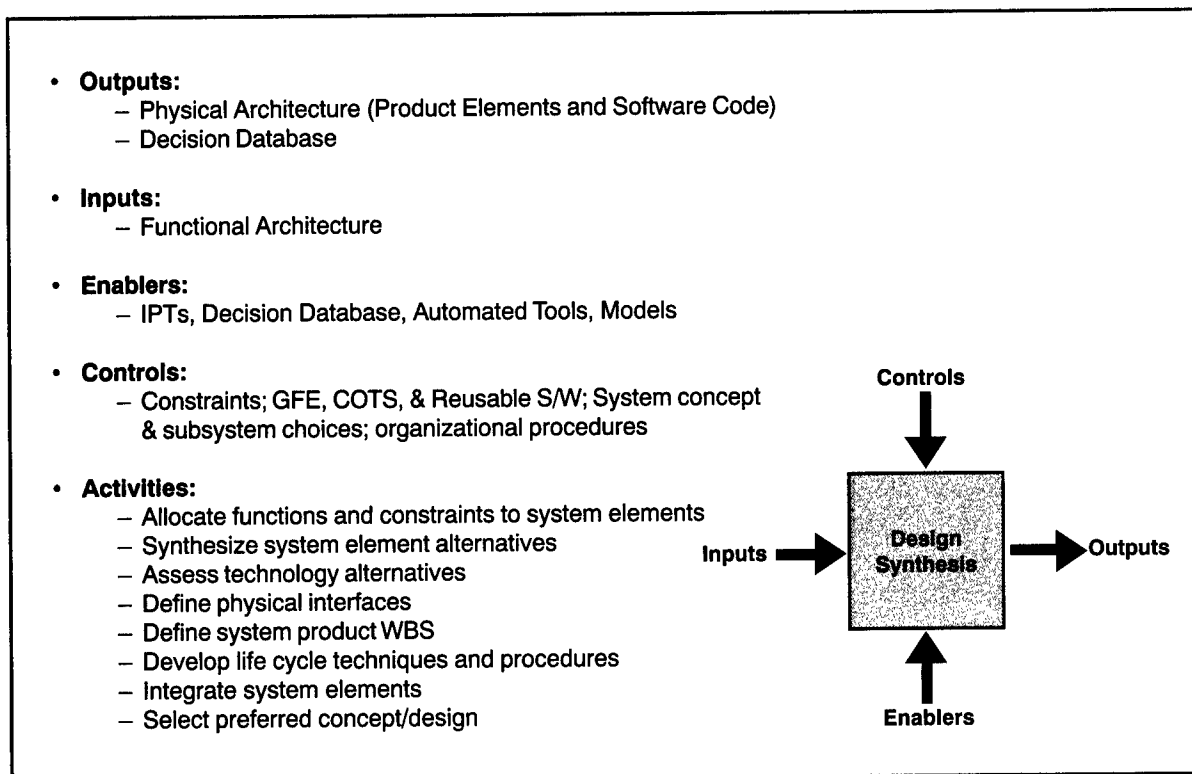 • Outputs:
– Physical Architecture (Product Elements and Software Code)
– Decision Database
• Inputs:
– Functional Architecture
• Enablers:
– IPTs, Decision Database, Automated Tools, Models
• Controls:
– Constraints; GFE, COTS, & Reusable S/W; System concept
& subsystem choices; organizational procedures
• Activities:
– Allocate functions and constraints to system elements
– Synthesize system element alternatives
– Assess technology alternatives
– Define physical interfaces
– Define system product WBS
– Develop life cycle techniques and procedures
– Integrate system elements
– Select preferred concept/design
Controls
Inputs
Design
Synthesis
Outputs
Enablers